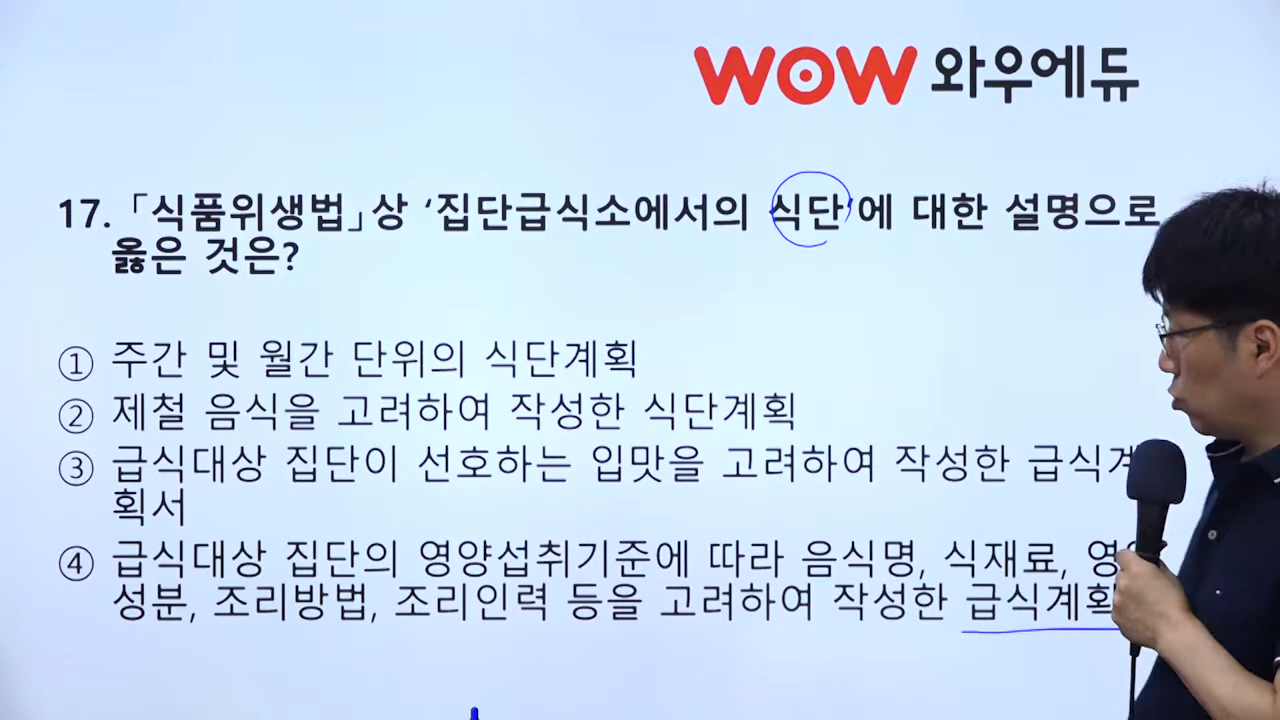 WOW 와우에듀
17. 「식품위생법」상 ‘집단급식소에서의 식단’에 대한 설명으로
옳은 것은?
① 주간 및 월간 단위의 식단계획
② 제철 음식을 고려하여 작성한 식단계획
③ 급식대상 집단이 선호하는 입맛을 고려하여 작성한 급식계
획서
④ 급식대상 집단의 영양섭취기준에 따라 음식명, 식재료,
성분, 조리방법, 조리인력 등을 고려하여 작성한 급식계획